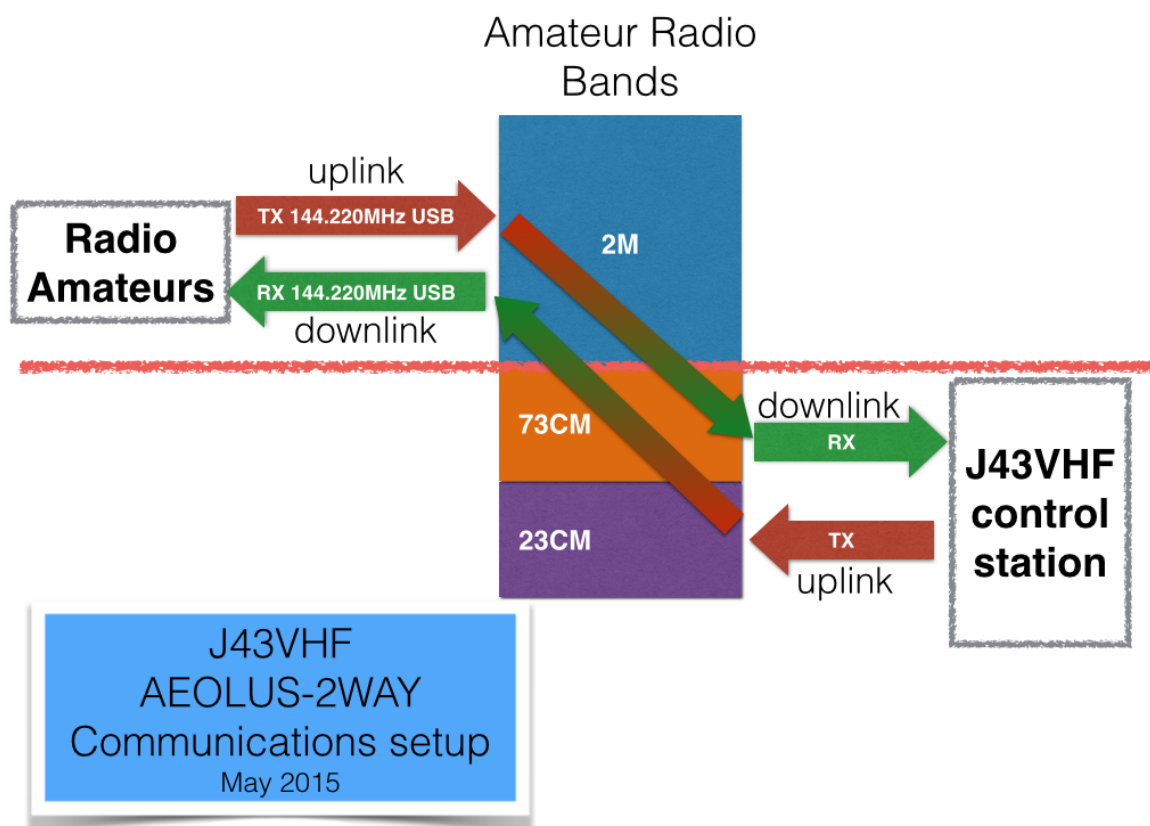 Amateur Radio
Bands
uplink
TX 144.220MHz USB
Radio
Amateurs
2M
RX 144.220MHz USB
downlink
downlink
73CM
RX
J43VHF
control
station
23CM
TX
uplink
J43VHF
AEOLUS-2WAY
Communications setup
May 2015